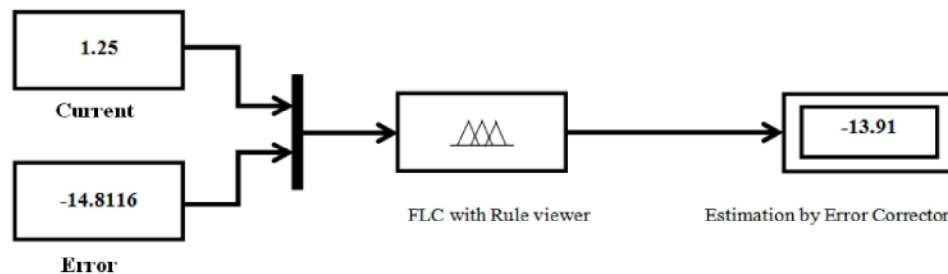 1.25
Current
-14.8116
Error
FLC with Rule viewer
-13.91
Estimation by Error Corrector